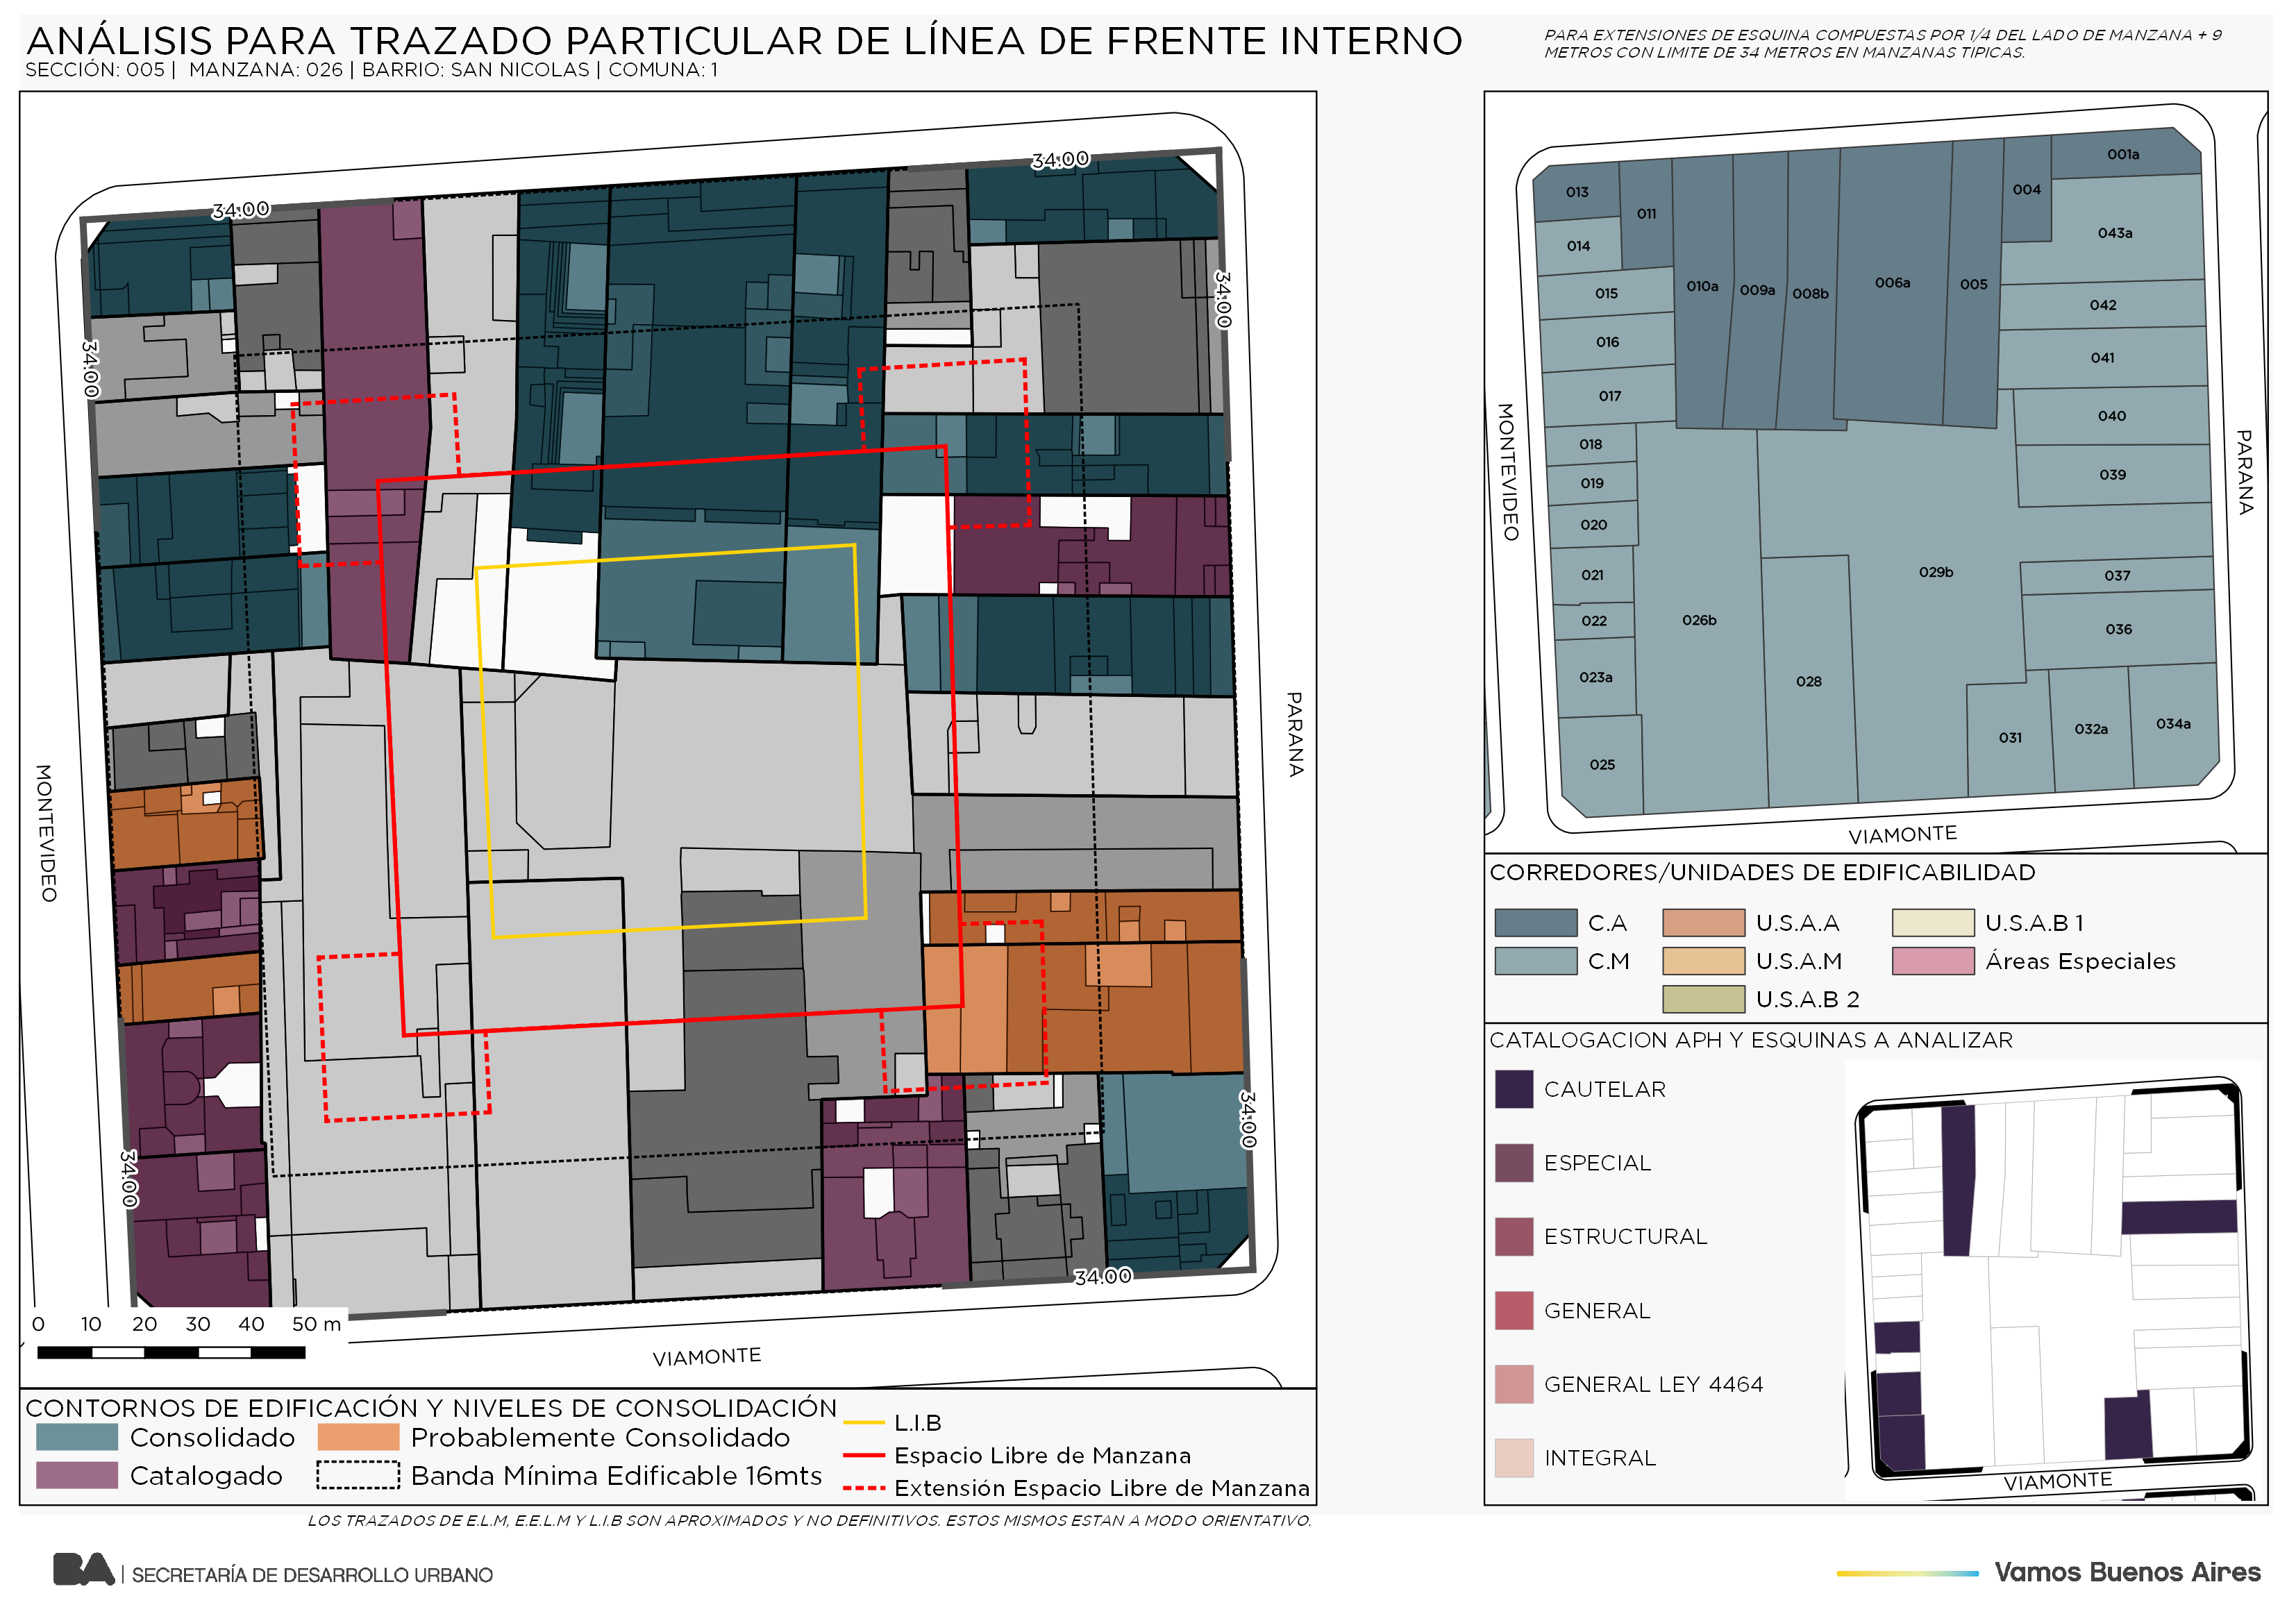 ANÁLISIS PARA TRAZADO PARTICULAR DE LÍNEA DE FRENTE INTERNO
SECCIÓN: 005 | MANZANA: 026 | BARRIO: SAN NICOLAS | COMUNA: 1
PARA EXTENSIONES DE ESQUINA COMPUESTAS POR 1/4 DEL LADO DE MANZANA + 9
METROS CON LIMITE DE 34 METROS EN MANZANAS TIPICAS.
34.00
34.00
34.00
34.00
34.00
34.00
34.00
MONTEVIDEO
PARANA
VIAMONTE
0 10 20 30 40 50 m
CONTORNOS DE EDIFICACIÓN Y NIVELES DE CONSOLIDACIÓN
Consolidado
Probablemente Consolidado
Catalogado
Banda Mínima Edificable 16mts
L.I.B
Espacio Libre de Manzana
Extensión Espacio Libre de Manzana
LOS TRAZADOS DE E.L.M, E.E.L.M Y L.I.B SON APROXIMADOS Y NO DEFINITIVOS. ESTOS MISMOS ESTAN A MODO ORIENTATIVO.
001a
013
004
011
043a
014
010a
009a
008b
006a
005
015
042
016
041
017
040
018
039
019
020
021
029b
037
022
026b
036
023a
028
034a
032a
031
025
MONTEVIDEO
PARANA
VIAMONTE
CORREDORES/UNIDADES DE EDIFICABILIDAD
C.A
U.S.A.A
U.S.A.B 1
C.M
U.S.A.M
Áreas Especiales
U.S.A.B 2
CATALOGACION APH Y ESQUINAS A ANALIZAR
CAUTELAR
ESPECIAL
ESTRUCTURAL
GENERAL
GENERAL LEY 4464
INTEGRAL
VIAMONTE
BA | SECRETARÍA DE DESARROLLO URBANO
Vamos Buenos Aires